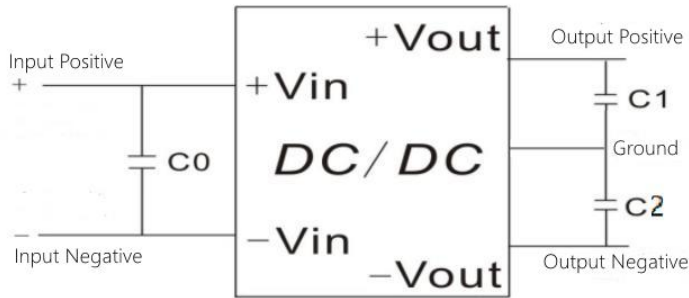 +Vout
Output Positive
Input Positive
+
+Vin
C1
C0
DC/DC
Ground
C2
−
−Vin
Input Negative
−Vout
Output Negative